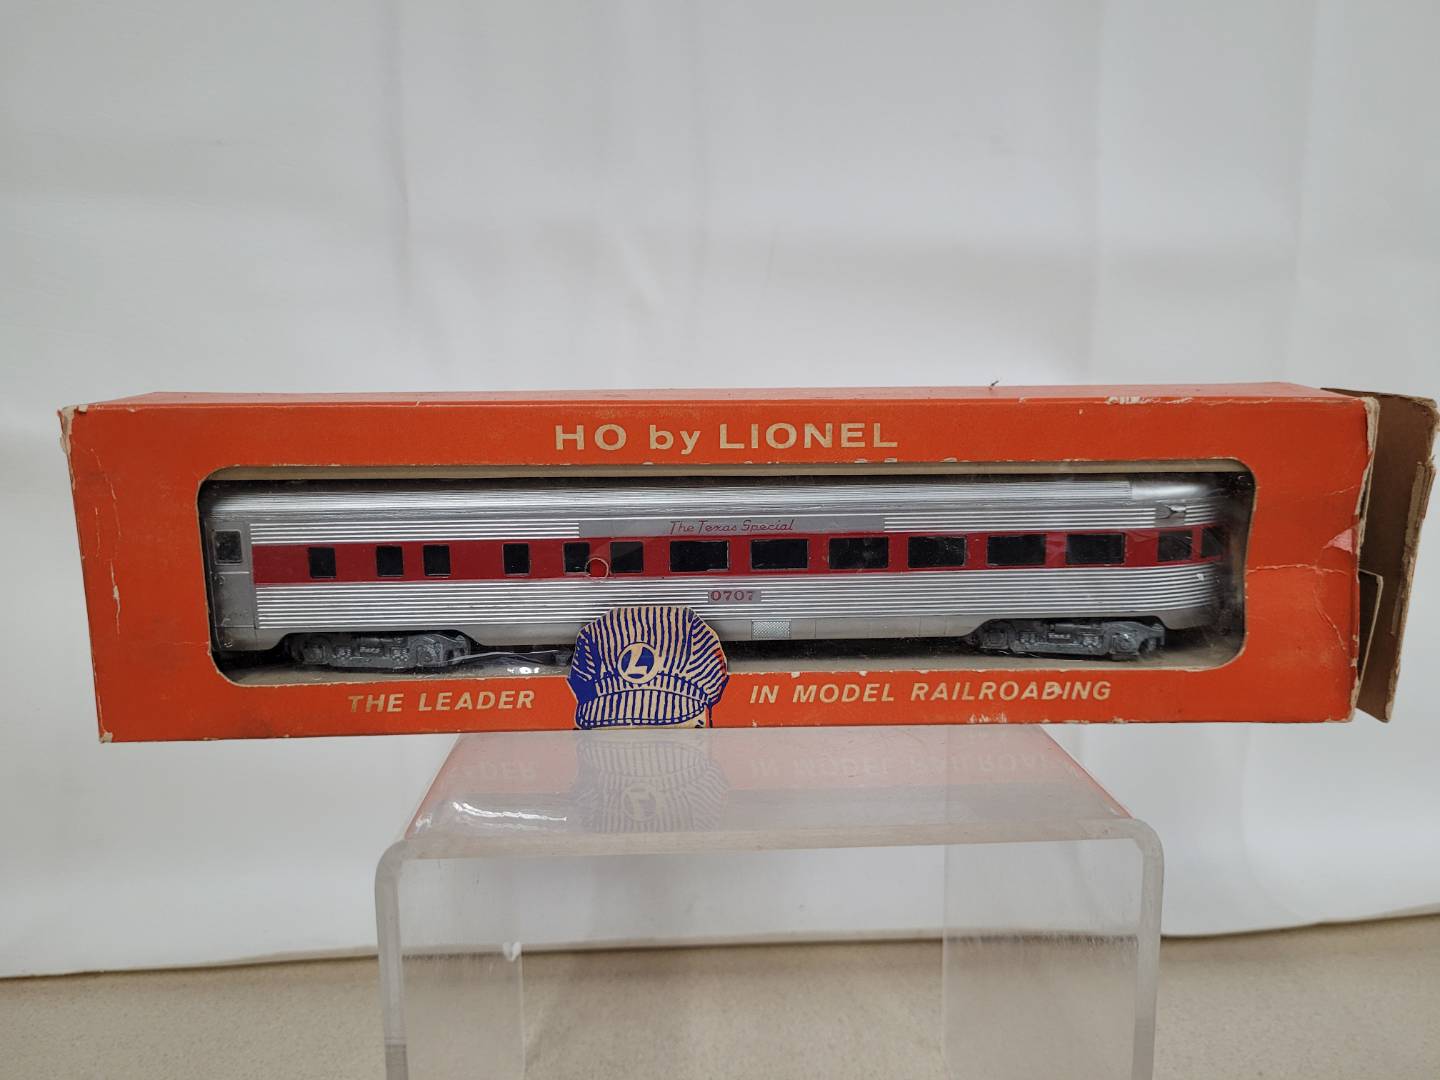 HO by LIONEL
The Texas Special
0707
L
THE LEADER IN MODEL RAILROADING